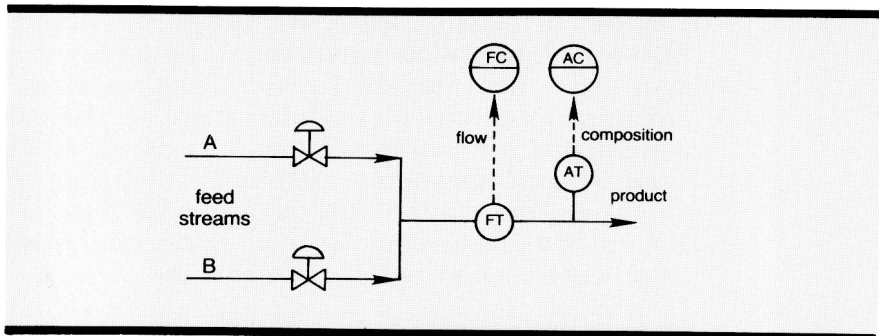 FC
AC
flow
composition
A
AT
feed
streams
product
FT
B